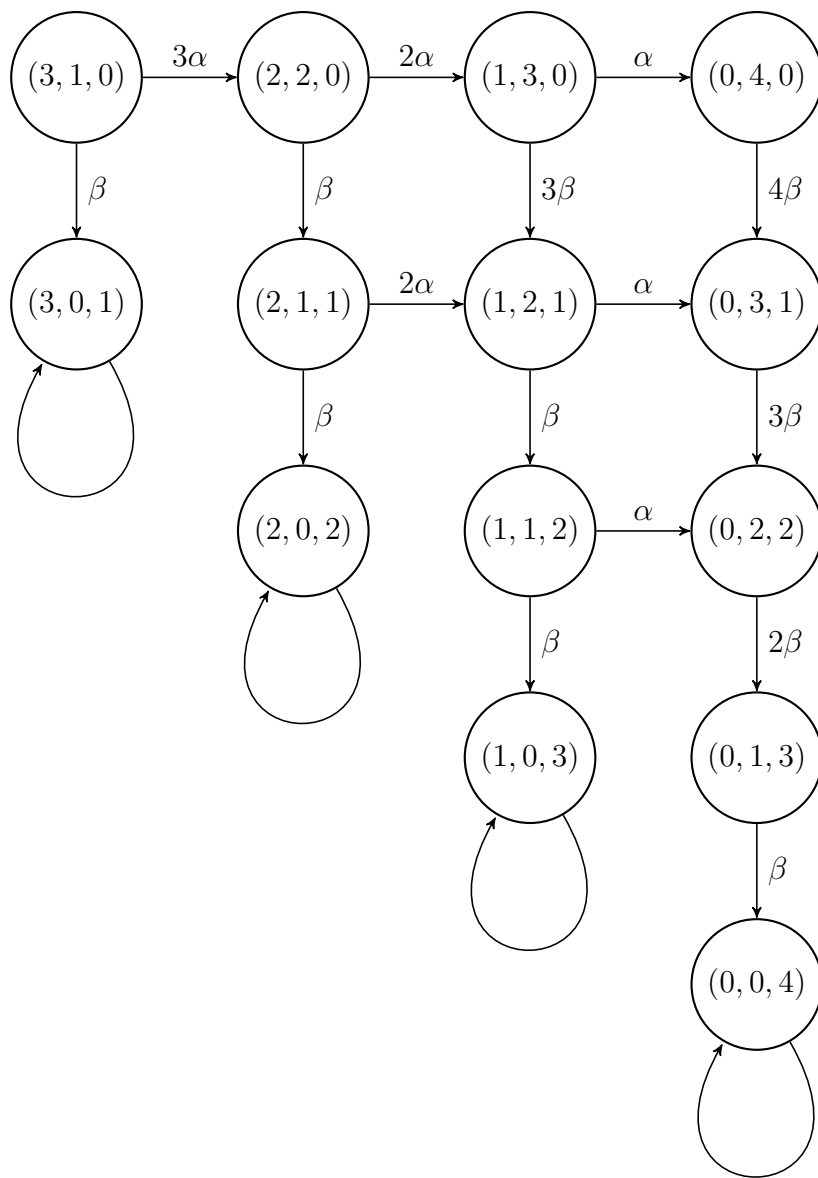 3α 2α α
(3, 1, 0) (2, 2, 0) (1, 3, 0) (0, 4, 0)
β β 3β 4β
2α α
(3, 0, 1) (2, 1, 1) (1, 2, 1) (0, 3, 1)
β β 3β
α
(2, 0, 2) (1, 1, 2) (0, 2, 2)
β 2β
(1, 0, 3) (0, 1, 3)
β
(0, 0, 4)